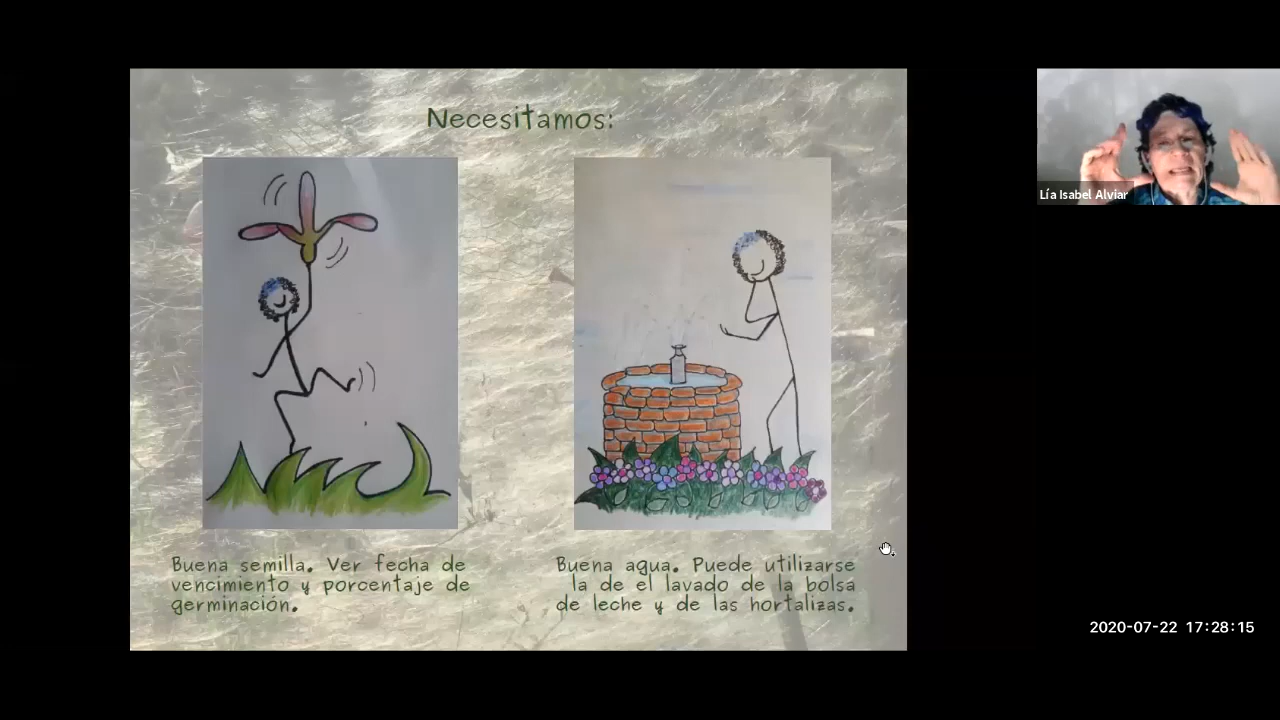 Necesitamos:
Buena semilla. Ver fecha de
vencimiento y porcentaje de
germinación.
Buena agua. Puede utilizarse
la de el lavado de la bolsa
de leche y de las hortalizas.
Lía Isabel Alviar
2020-07-22 17:28:15